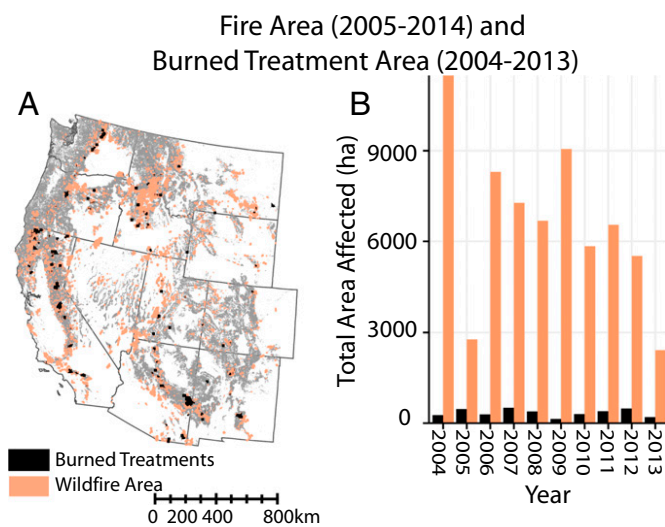 Fire Area (2005-2014) and
Burned Treatment Area (2004-2013)
A
Burned Treatments
Wildfire Area
0 200 400 800km
B
Total Area Affected (ha)
9000
6000
3000
0
2004
2005
2006
2007
2008
2009
2010
2011
2012
2013
Year